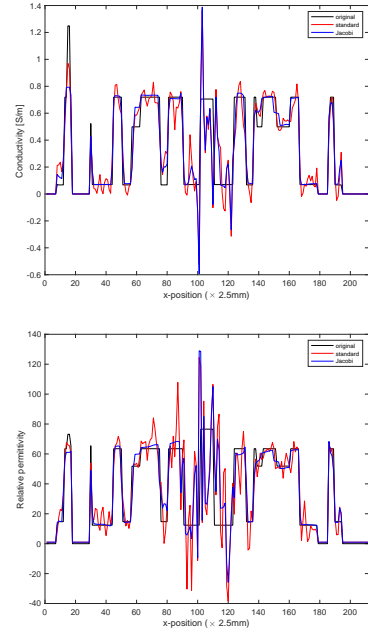 1.4
1.2
1
0.8
0.6
0.4
0.2
0
-0.2
-0.4
-0.6
Conductivity [S/m]
original
standard
Jacobi
0 20 40 60 80 100 120 140 160 180 200
x-position (× 2.5mm)
140
120
100
80
60
40
20
0
-20
-40
Relative permittivity
original
standard
Jacobi
0 20 40 60 80 100 120 140 160 180 200
x-position (× 2.5mm)